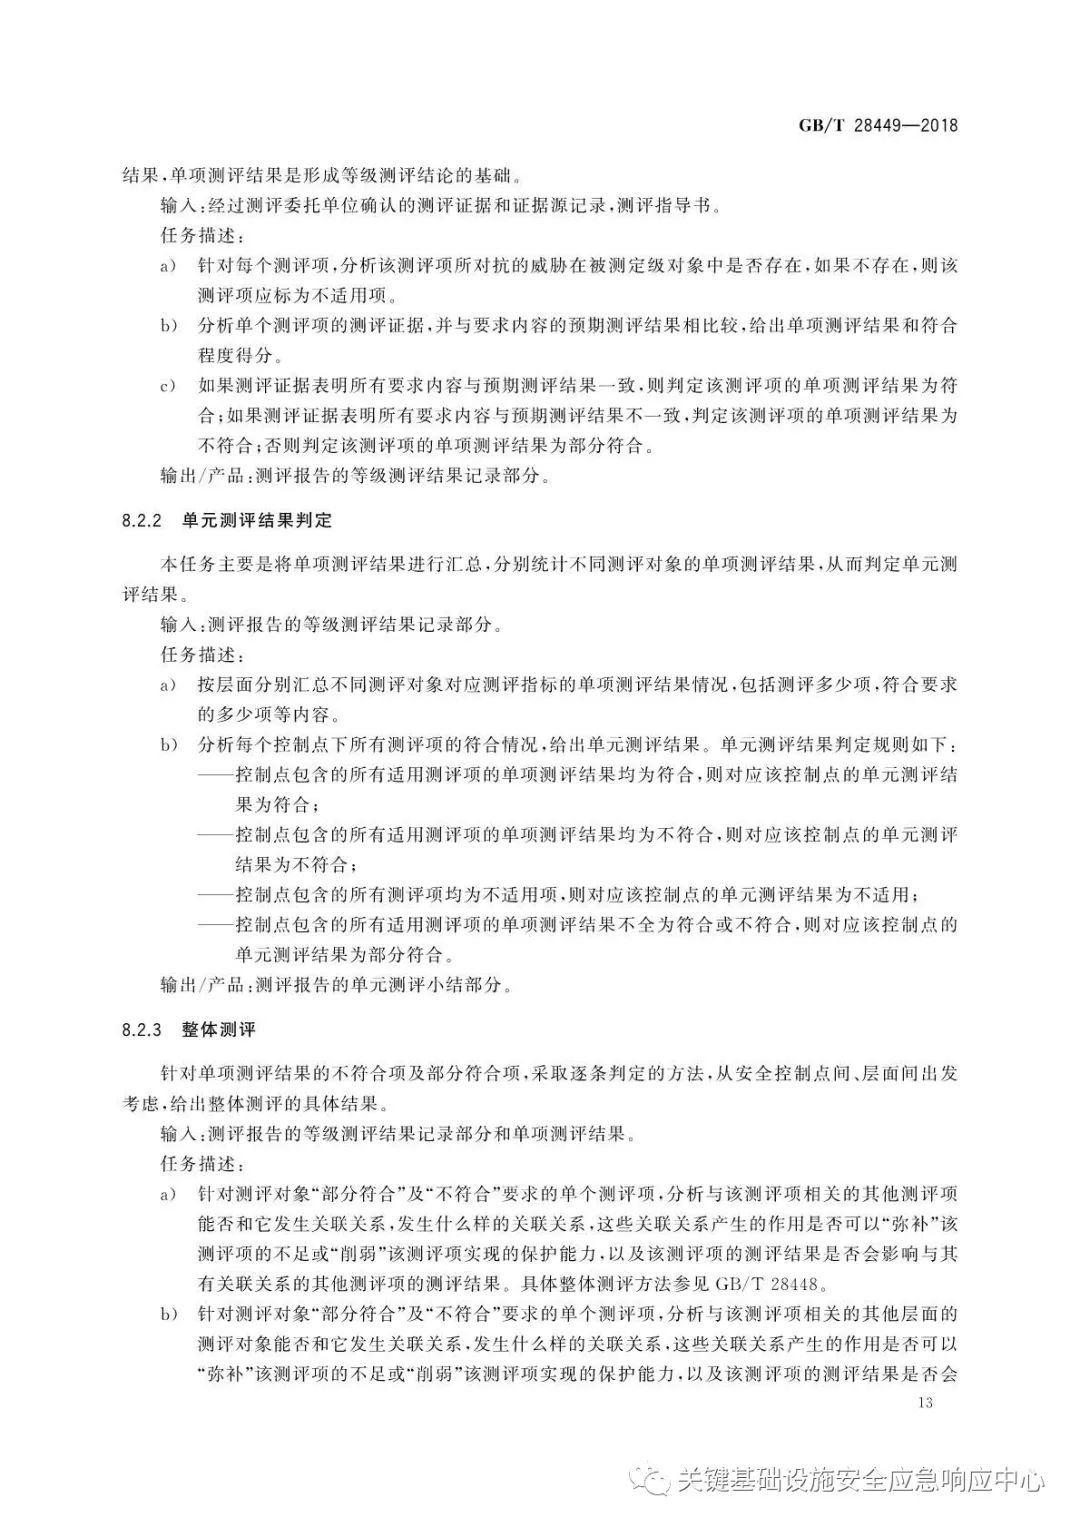 GB/T 28449—2018
结果,单项测评结果是形成等级测评结论的基础。
输入:经过测评委托单位确认的测评证据和证据源记录,测评指导书。
任务描述:
a) 针对每个测评项,分析该测评项所对抗的威胁在被测定级对象中是否存在,如果不存在,则该
测评项应标为不适用项。
b) 分析单个测评项的测评证据,并与要求内容的预期测评结果相比较,给出单项测评结果和符合
程度得分。
c) 如果测评证据表明所有要求内容与预期测评结果一致,则判定该测评项的单项测评结果为符
合;如果测评证据表明所有要求内容与预期测评结果不一致,判定该测评项的单项测评结果为
不符合;否则判定该测评项的单项测评结果为部分符合。
输出/产品:测评报告的等级测评结果记录部分。
8.2.2 单元测评结果判定
本任务主要是将单项测评结果进行汇总,分别统计不同测评对象的单项测评结果,从而判定单元测
评结果。
输入:测评报告的等级测评结果记录部分。
任务描述:
a) 按层面分别汇总不同测评对象对应测评指标的单项测评结果情况,包括测评多少项,符合要求
的多少项等内容。
b) 分析每个控制点下所有测评项的符合情况,给出单元测评结果。单元测评结果判定规则如下:
——控制点包含的所有适用测评项的单项测评结果均为符合,则对应该控制点的单元测评结
果为符合;
——控制点包含的所有适用测评项的单项测评结果均为不符合,则对应该控制点的单元测评
结果为不符合;
——控制点包含的所有测评项均为不适用项,则对应该控制点的单元测评结果为不适用;
——控制点包含的所有适用测评项的单项测评结果不全为符合或不符合,则对应该控制点的
单元测评结果为部分符合。
输出/产品:测评报告的单元测评小结部分。
8.2.3 整体测评
针对单项测评结果的不符合项及部分符合项,采取逐条判定的方法,从安全控制点间、层面间出发
考虑,给出整体测评的具体结果。
输入:测评报告的等级测评结果记录部分和单项测评结果。
任务描述:
a) 针对测评对象“部分符合”及“不符合”要求的单个测评项,分析与该测评项相关的其他测评项
能否和它发生关联关系,发生什么样的关联关系,这些关联关系产生的作用是否可以“弥补”该
测评项的不足或“削弱”该测评项实现的保护能力,以及该测评项的测评结果是否会影响与其
有关联关系的其他测评项的测评结果。具体整体测评方法参见 GB/T 28448。
b) 针对测评对象“部分符合”及“不符合”要求的单个测评项,分析与该测评项相关的其他层面的
测评对象能否和它发生关联关系,发生什么样的关联关系,这些关联关系产生的作用是否可以
“弥补”该测评项的不足或“削弱”该测评项实现的保护能力,以及该测评项的测评结果是否会
13
关键基础设施安全应急响应中心